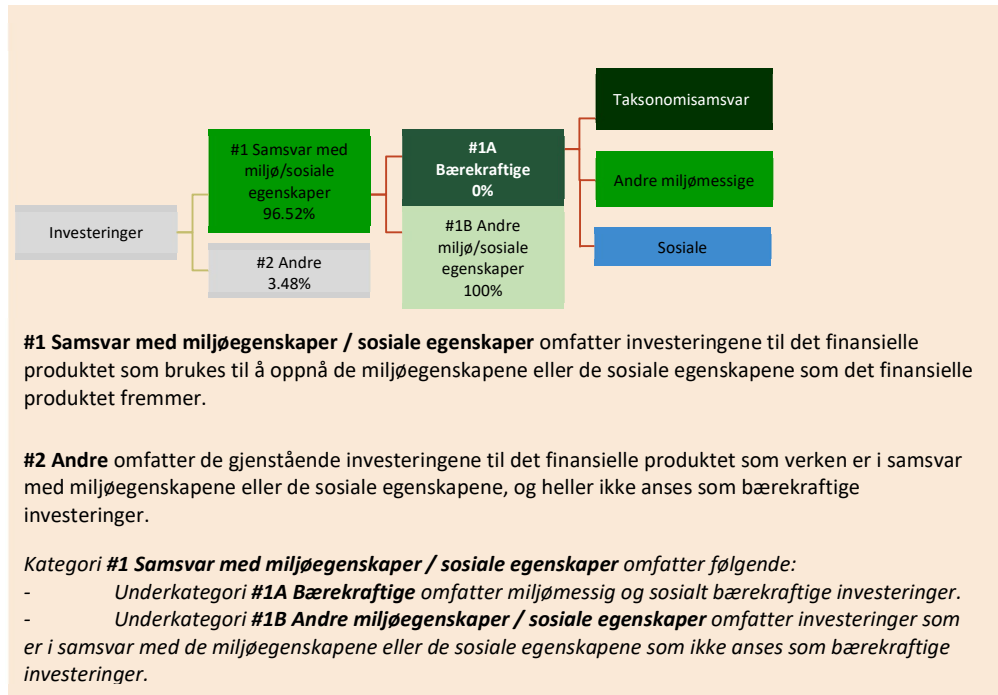 Taksonomisamsvar
#1 Samsvar med
miljø/sosiale
egenskaper
96.52%
#1A
Bærekraftige
0%
Andre miljømessige
Investeringer
#1B Andre
miljø/sosiale
egenskaper
100%
Sosiale
#2 Andre
3.48%
#1 Samsvar med miljøegenskaper / sosiale egenskaper omfatter investeringene til det finansielle
produktet som brukes til å oppnå de miljøegenskapene eller de sosiale egenskapene som det finansielle
produktet fremmer.
#2 Andre omfatter de gjenstående investeringene til det finansielle produktet som verken er i samsvar
med miljøegenskapene eller de sosiale egenskapene, og heller ikke anses som bærekraftige
investeringer.
Kategori #1 Samsvar med miljøegenskaper / sosiale egenskaper omfatter følgende:
- Underkategori #1A Bærekraftige omfatter miljømessig og sosialt bærekraftige investeringer.
- Underkategori #1B Andre miljøegenskaper / sosiale egenskaper omfatter investeringer som
er i samsvar med de miljøegenskapene eller de sosiale egenskapene som ikke anses som bærekraftige
investeringer.